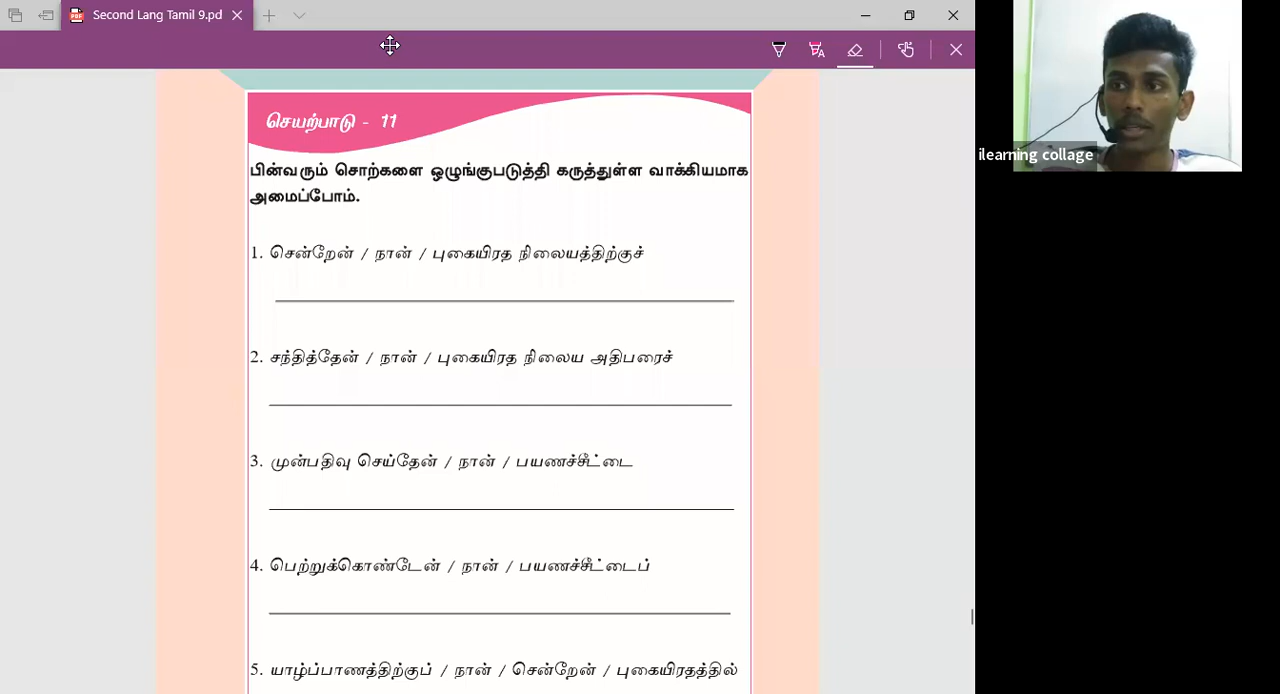 Second Lang Tamil 9.pd
செயற்பாடு - 11
பின்வரும் சொற்களை ஒழுங்குபடுத்தி கருத்துள்ள வாக்கியமாக
அமைப்போம்.
1. சென்றேன் / நான் / புகையிரத நிலையத்திற்குச்
2. சந்தித்தேன் / நான் / புகையிரத நிலைய அதிபரைச்
3. முன்பதிவு செய்தேன் / நான் / பயணச்சீட்டை
4. பெற்றுக்கொண்டேன் / நான் / பயணச்சீட்டைப்
5. யாழ்ப்பாணத்திற்குப் / நான் / சென்றேன் / புகையிரதத்தில்
ilearning collage